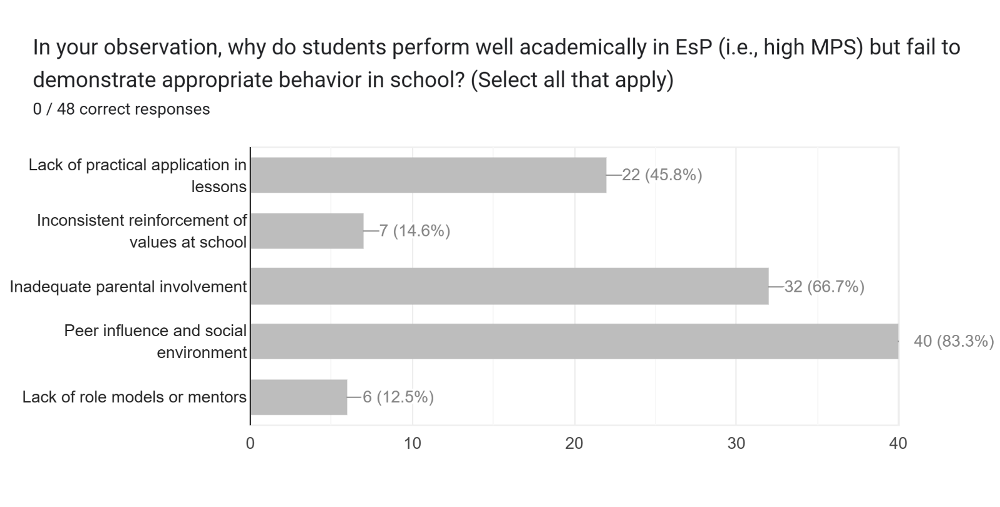 In your observation, why do students perform well academically in EsP (i.e., high MPS) but fail to
demonstrate appropriate behavior in school? (Select all that apply)
0 / 48 correct responses
Lack of practical application in
lessons
22 (45.8%)
Inconsistent reinforcement of
values at school
7 (14.6%)
Inadequate parental involvement
32 (66.7%)
Peer influence and social
environment
40 (83.3%)
Lack of role models or mentors
6 (12.5%)
0 10 20 30 40